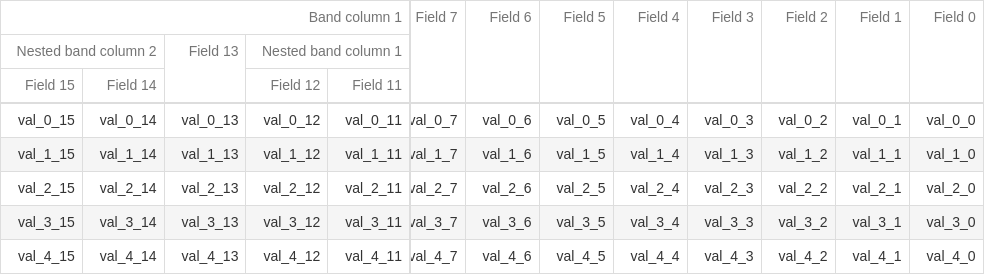 Band column 1 Field 7 Field 6 Field 5 Field 4 Field 3 Field 2 Field 1 Field 0
Nested band column 2 Field 13 Nested band column 1
Field 15 Field 14 Field 12 Field 11
val_0_15 val_0_14 val_0_13 val_0_12 val_0_11 val_0_7 val_0_6 val_0_5 val_0_4 val_0_3 val_0_2 val_0_1 val_0_0
val_1_15 val_1_14 val_1_13 val_1_12 val_1_11 val_1_7 val_1_6 val_1_5 val_1_4 val_1_3 val_1_2 val_1_1 val_1_0
val_2_15 val_2_14 val_2_13 val_2_12 val_2_11 val_2_7 val_2_6 val_2_5 val_2_4 val_2_3 val_2_2 val_2_1 val_2_0
val_3_15 val_3_14 val_3_13 val_3_12 val_3_11 val_3_7 val_3_6 val_3_5 val_3_4 val_3_3 val_3_2 val_3_1 val_3_0
val_4_15 val_4_14 val_4_13 val_4_12 val_4_11 val_4_7 val_4_6 val_4_5 val_4_4 val_4_3 val_4_2 val_4_1 val_4_0